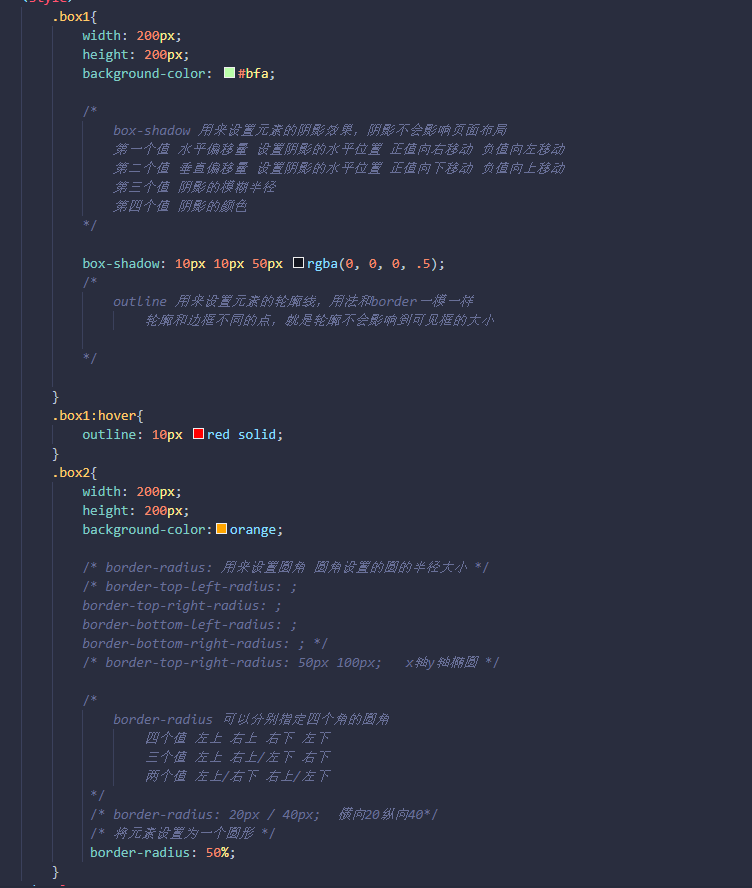 .box1{
width: 200px;
height: 200px;
background-color: #bfa;
/*
box-shadow 用来设置元素的阴影效果，阴影不会影响页面布局
第一个值 水平偏移量 设置阴影的水平位置 正值向右移动 负值向左移动
第二个值 垂直偏移量 设置阴影的水平位置 正值向下移动 负值向上移动
第三个值 阴影的模糊半径
第四个值 阴影的颜色
*/
box-shadow: 10px 10px 50px rgba(0, 0, 0, .5);
/*
outline 用来设置元素的轮廓线，用法和border一模一样
轮廓和边框不同的点，就是轮廓不会影响到可见框的大小
*/
}
.box1:hover{
outline: 10px red solid;
}
.box2{
width: 200px;
height: 200px;
background-color: orange;
/* border-radius: 用来设置圆角 圆角设置的圆的半径大小 */
/* border-top-left-radius: ;
border-top-right-radius: ;
border-bottom-left-radius: ;
border-bottom-right-radius: ; */
/* border-top-right-radius: 50px 100px; x轴y轴椭圆 */
/*
border-radius 可以分别指定四个角的圆角
四个值 左上 右上 右下 左下
三个值 左上 右上/左下 右下
两个值 左上/右下 右上/左下
*/
/* border-radius: 20px / 40px; 横向20纵向40*/
/* 将元素设置为一个圆形 */
border-radius: 50%;
}